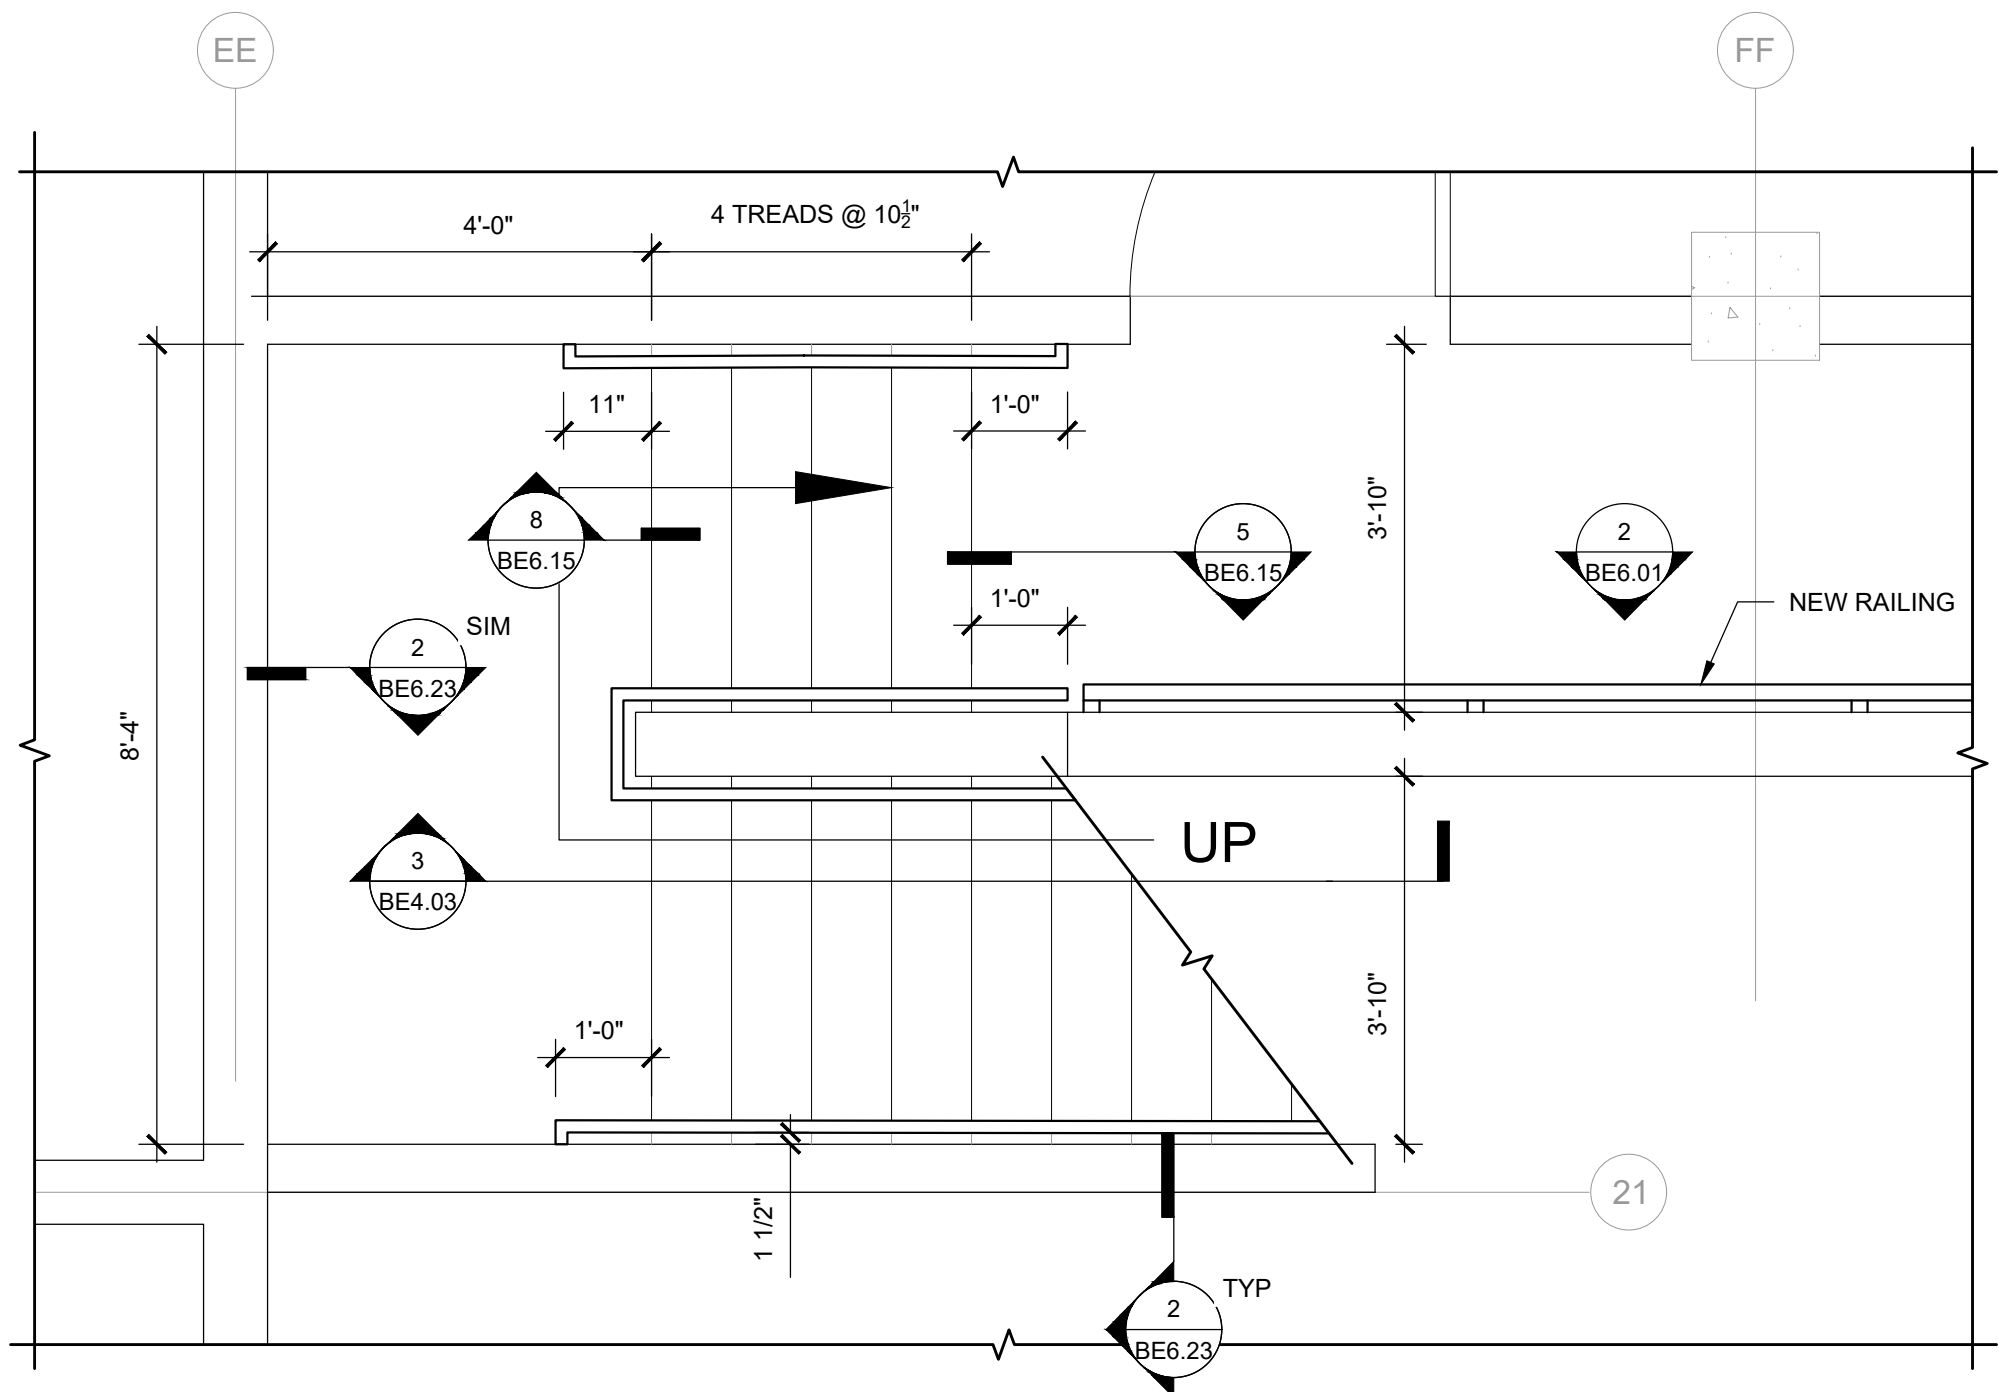 EE
FF
4'-0"
4 TREADS @ 10½"
11"
1'-0"
8
BE6.15
3'-10"
5
BE6.15
2
BE6.01
1'-0"
NEW RAILING
SIM
2
BE6.23
8'-4"
UP
3
BE4.03
3'-10"
1'-0"
21
1 1/2"
TYP
2
BE6.23